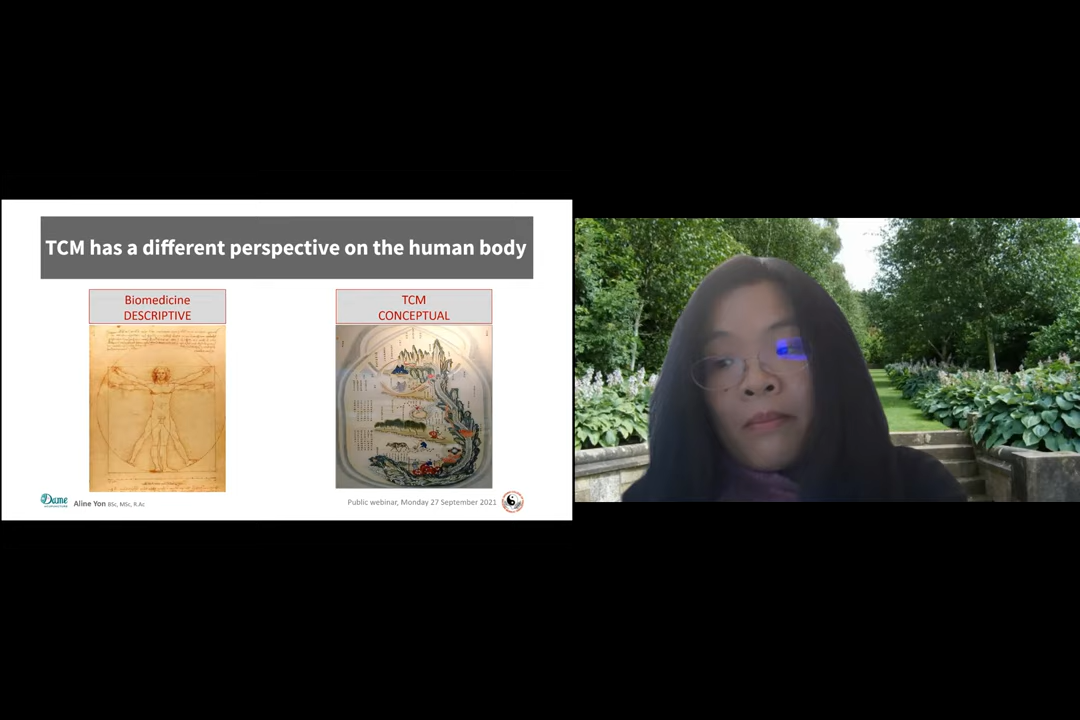 TCM has a different perspective on the human body
Biomedicine
DESCRIPTIVE
TCM
CONCEPTUAL
Dame
Aline Yon BSc, MSc, R.Ac
Public webinar, Monday 27 September 2021